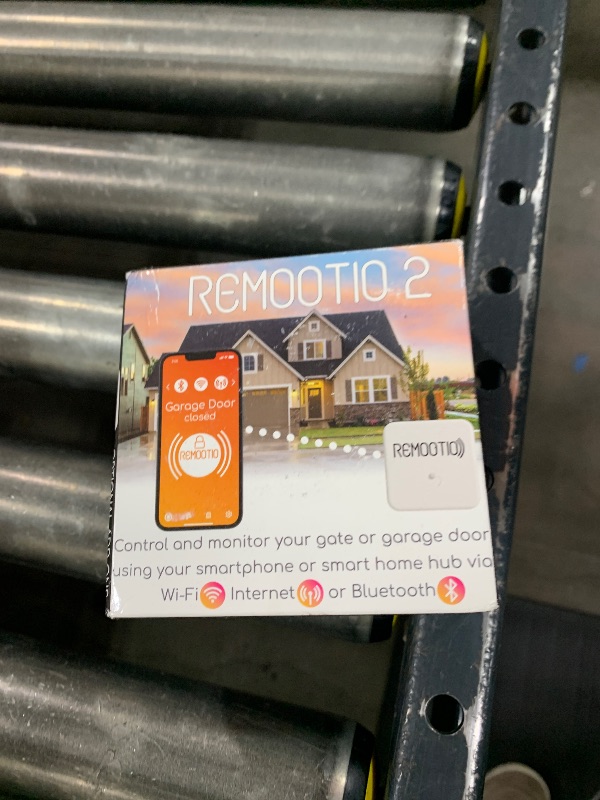 REMOOTIO 2
Garage Door
closed
REMOOTIO
REMOOTIO
Control and monitor your gate or garage door
using your smartphone or smart home hub via
Wi-Fi Internet or Bluetooth